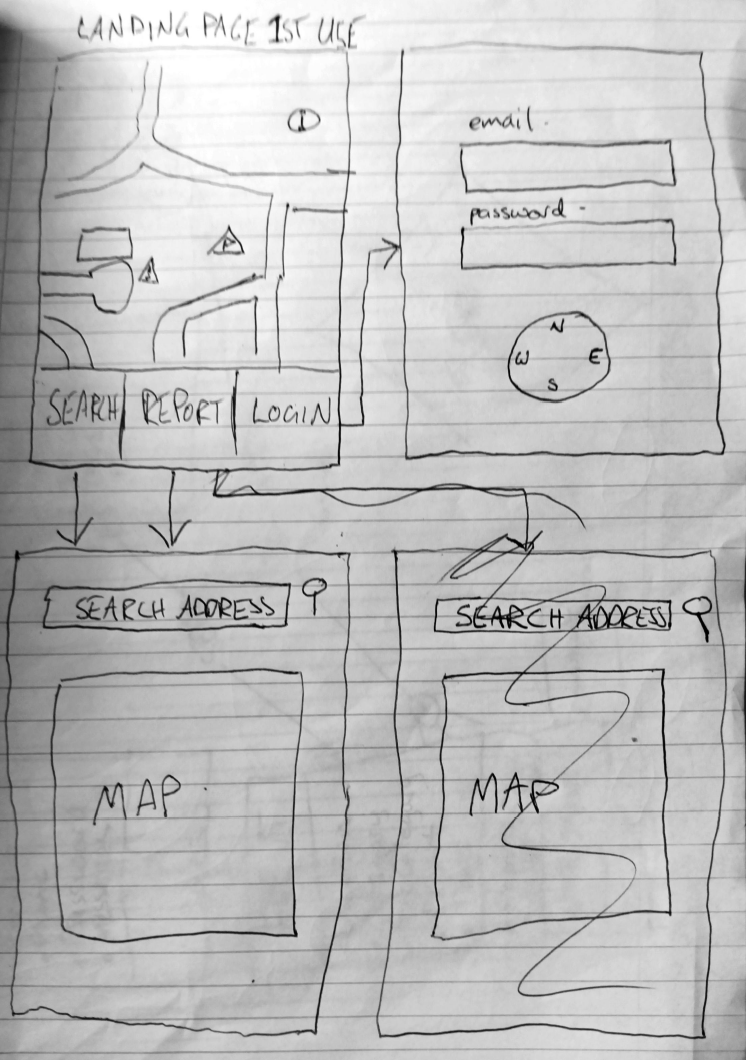 LANDING PAGE 1ST USE
i
email.
password.
P
!
N
W E
S
SEARCH REPORT LOGIN
SEARCH ADDRESS
SEARCH ADDRESS
MAP
MAP